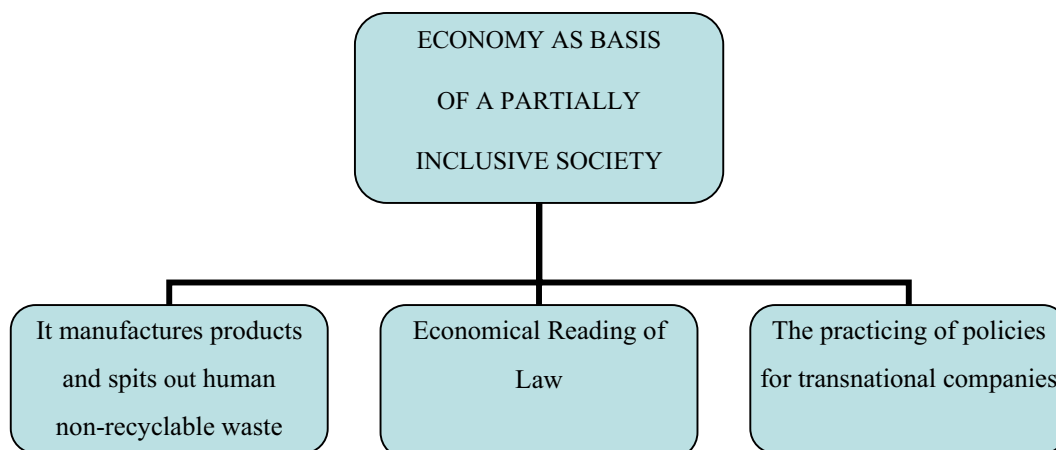 ECONOMY AS BASIS
OF A PARTIALLY
INCLUSIVE SOCIETY
It manufactures products
and spits out human
non-recyclable waste
Economical Reading of
Law
The practicing of policies
for transnational companies